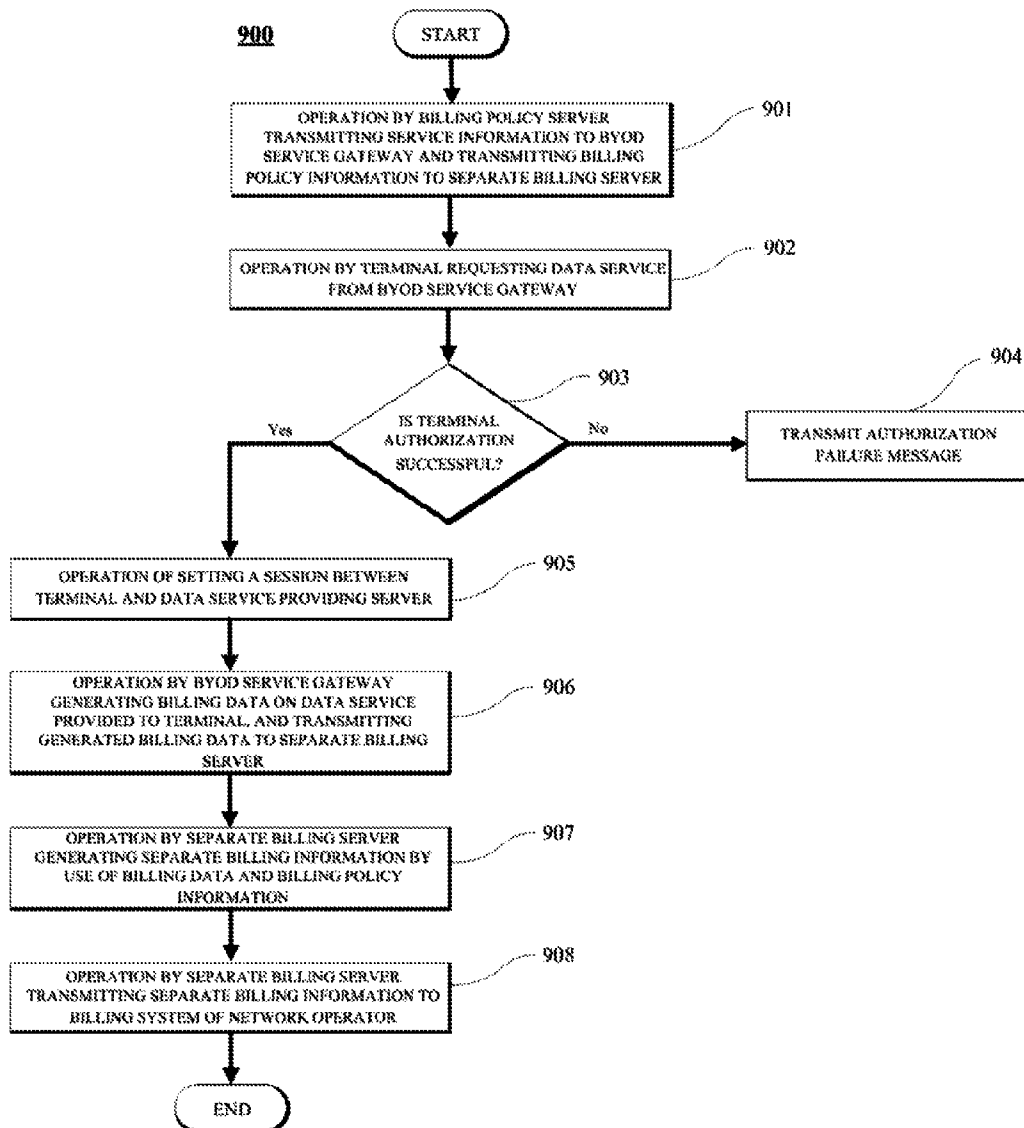 900
START
OPERATION BY BILLING POLICY SERVER
TRANSMITTING SERVICE INFORMATION TO BYOD
SERVICE GATEWAY AND TRANSMITTING BILLING
POLICY INFORMATION TO SEPARATE BILLING SERVER
901
OPERATION BY TERMINAL REQUESTING DATA SERVICE
FROM BYOD SERVICE GATEWAY
902
IS TERMINAL
AUTHORIZATION
SUCCESSFUL?
903
Yes
No
TRANSMIT AUTHORIZATION
FAILURE MESSAGE
904
OPERATION OF SETTING A SESSION BETWEEN
TERMINAL AND DATA SERVICE PROVIDING SERVER
905
OPERATION BY BYOD SERVICE GATEWAY
GENERATING BILLING DATA ON DATA SERVICE
PROVIDED TO TERMINAL, AND TRANSMITTING
GENERATED BILLING DATA TO SEPARATE BILLING
SERVER
906
OPERATION BY SEPARATE BILLING SERVER
GENERATING SEPARATE BILLING INFORMATION BY
USE OF BILLING DATA AND BILLING POLICY
INFORMATION
907
OPERATION BY SEPARATE BILLING SERVER
TRANSMITTING SEPARATE BILLING INFORMATION TO
BILLING SYSTEM OF NETWORK OPERATOR
908
END